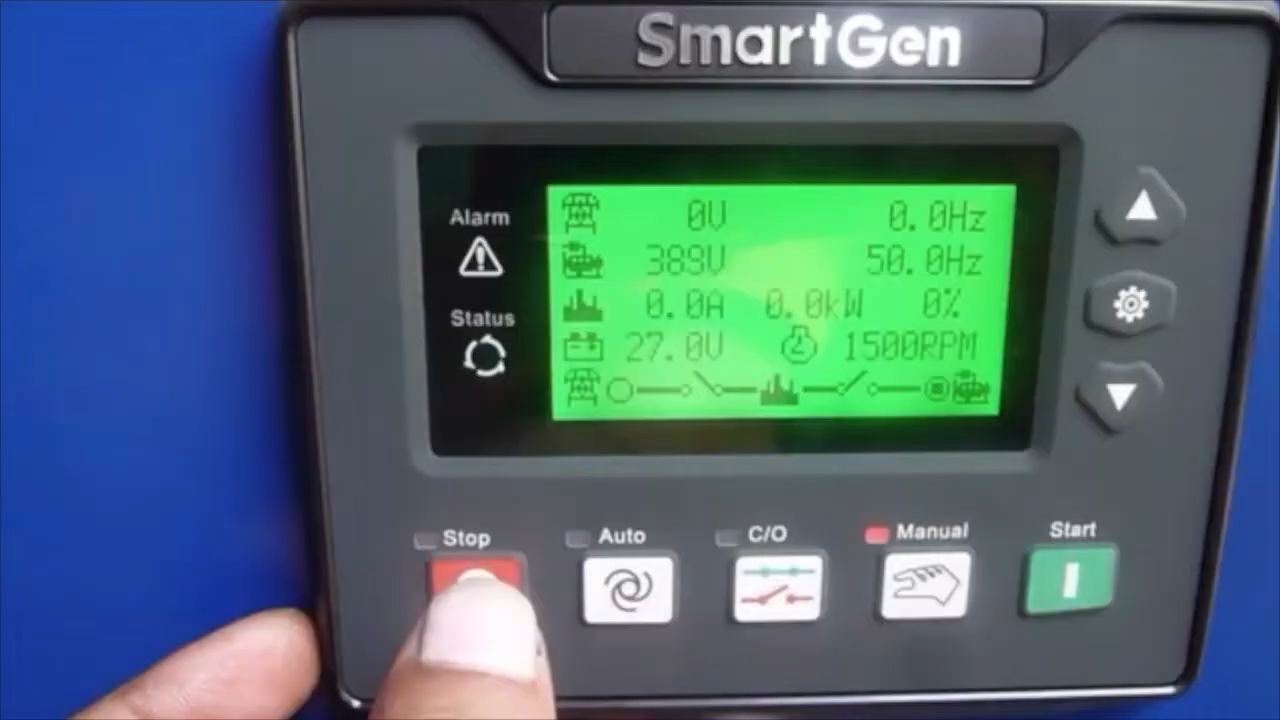 SmartGen
Alarm
Status
0V 0.0Hz
389V 50.0Hz
0.0A 0.0kW 0%
27.0V 1500RPM
Stop Auto C/O Manual Start